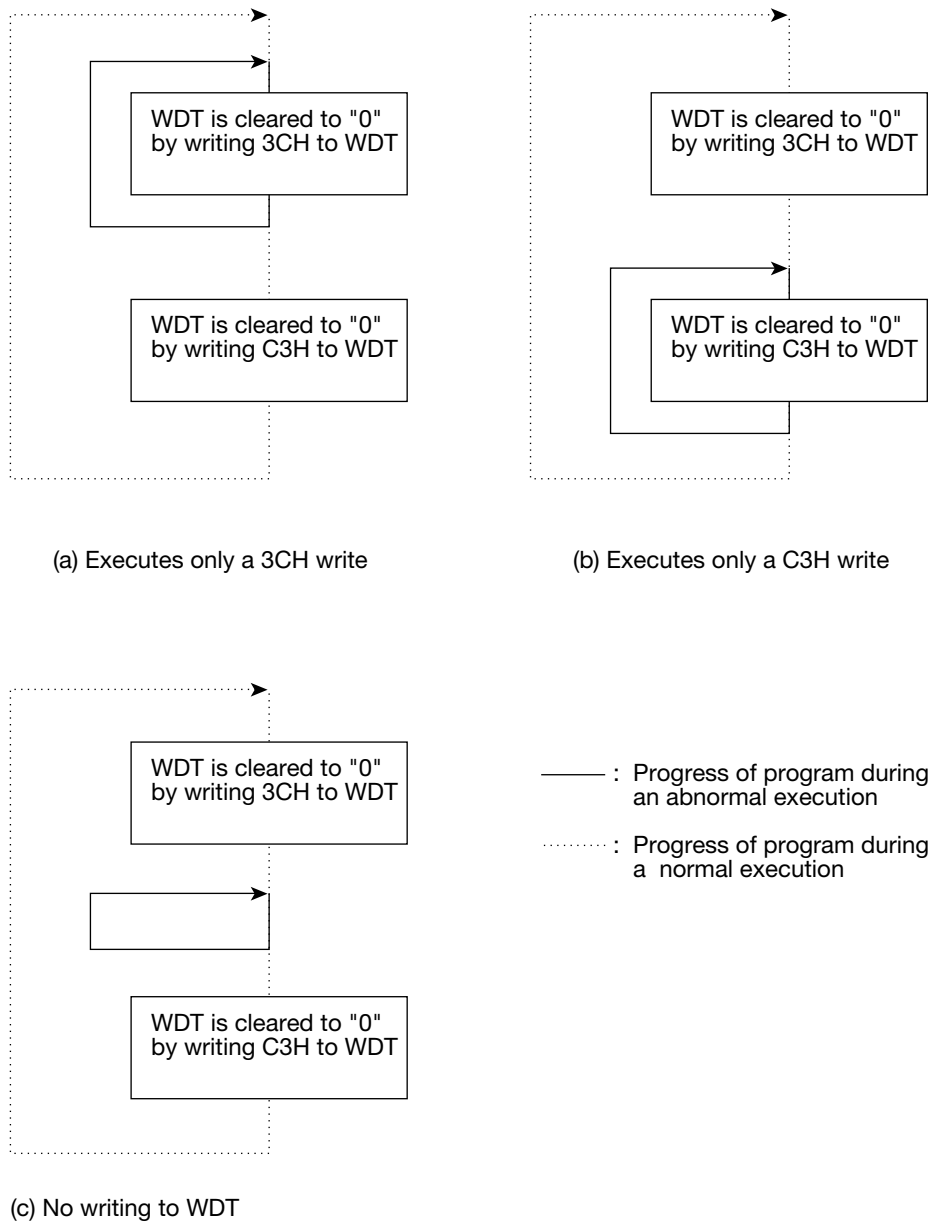 WDT is cleared to "0"
by writing 3CH to WDT
WDT is cleared to "0"
by writing C3H to WDT
(a) Executes only a 3CH write
WDT is cleared to "0"
by writing 3CH to WDT
WDT is cleared to "0"
by writing C3H to WDT
(b) Executes only a C3H write
WDT is cleared to "0"
by writing 3CH to WDT
WDT is cleared to "0"
by writing C3H to WDT
(c) No writing to WDT
: Progress of program during
an abnormal execution
: Progress of program during
a normal execution